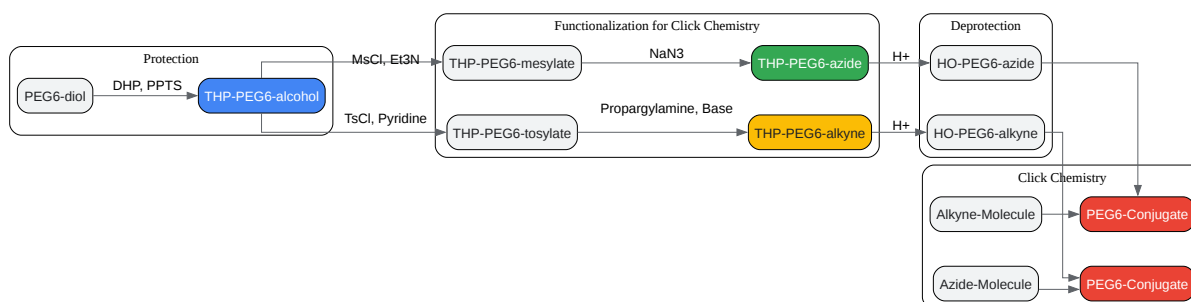 Protection
PEG6-diol
DHP, PPTS
THP-PEG6-alcohol
MsCl, Et3N
TsCl, Pyridine
Functionalization for Click Chemistry
THP-PEG6-mesylate
NaN3
THP-PEG6-azide
THP-PEG6-tosylate
Propargylamine, Base
THP-PEG6-alkyne
H+
H+
Deprotection
HO-PEG6-azide
HO-PEG6-alkyne
Click Chemistry
Alkyne-Molecule
PEG6-Conjugate
Azide-Molecule
PEG6-Conjugate